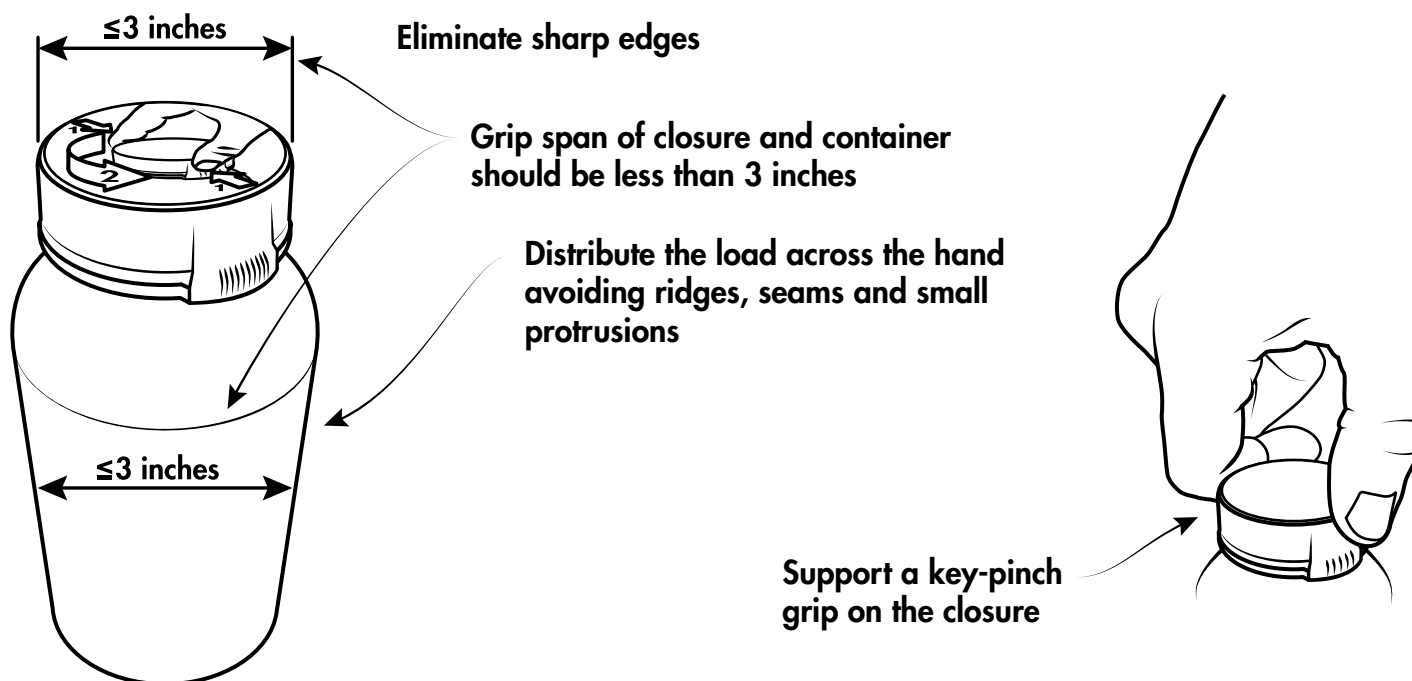 ≤3 inches
Eliminate sharp edges
Grip span of closure and container
should be less than 3 inches
2
1
Distribute the load across the hand
avoiding ridges, seams and small
protrusions
≤3 inches
Support a key-pinch
grip on the closure